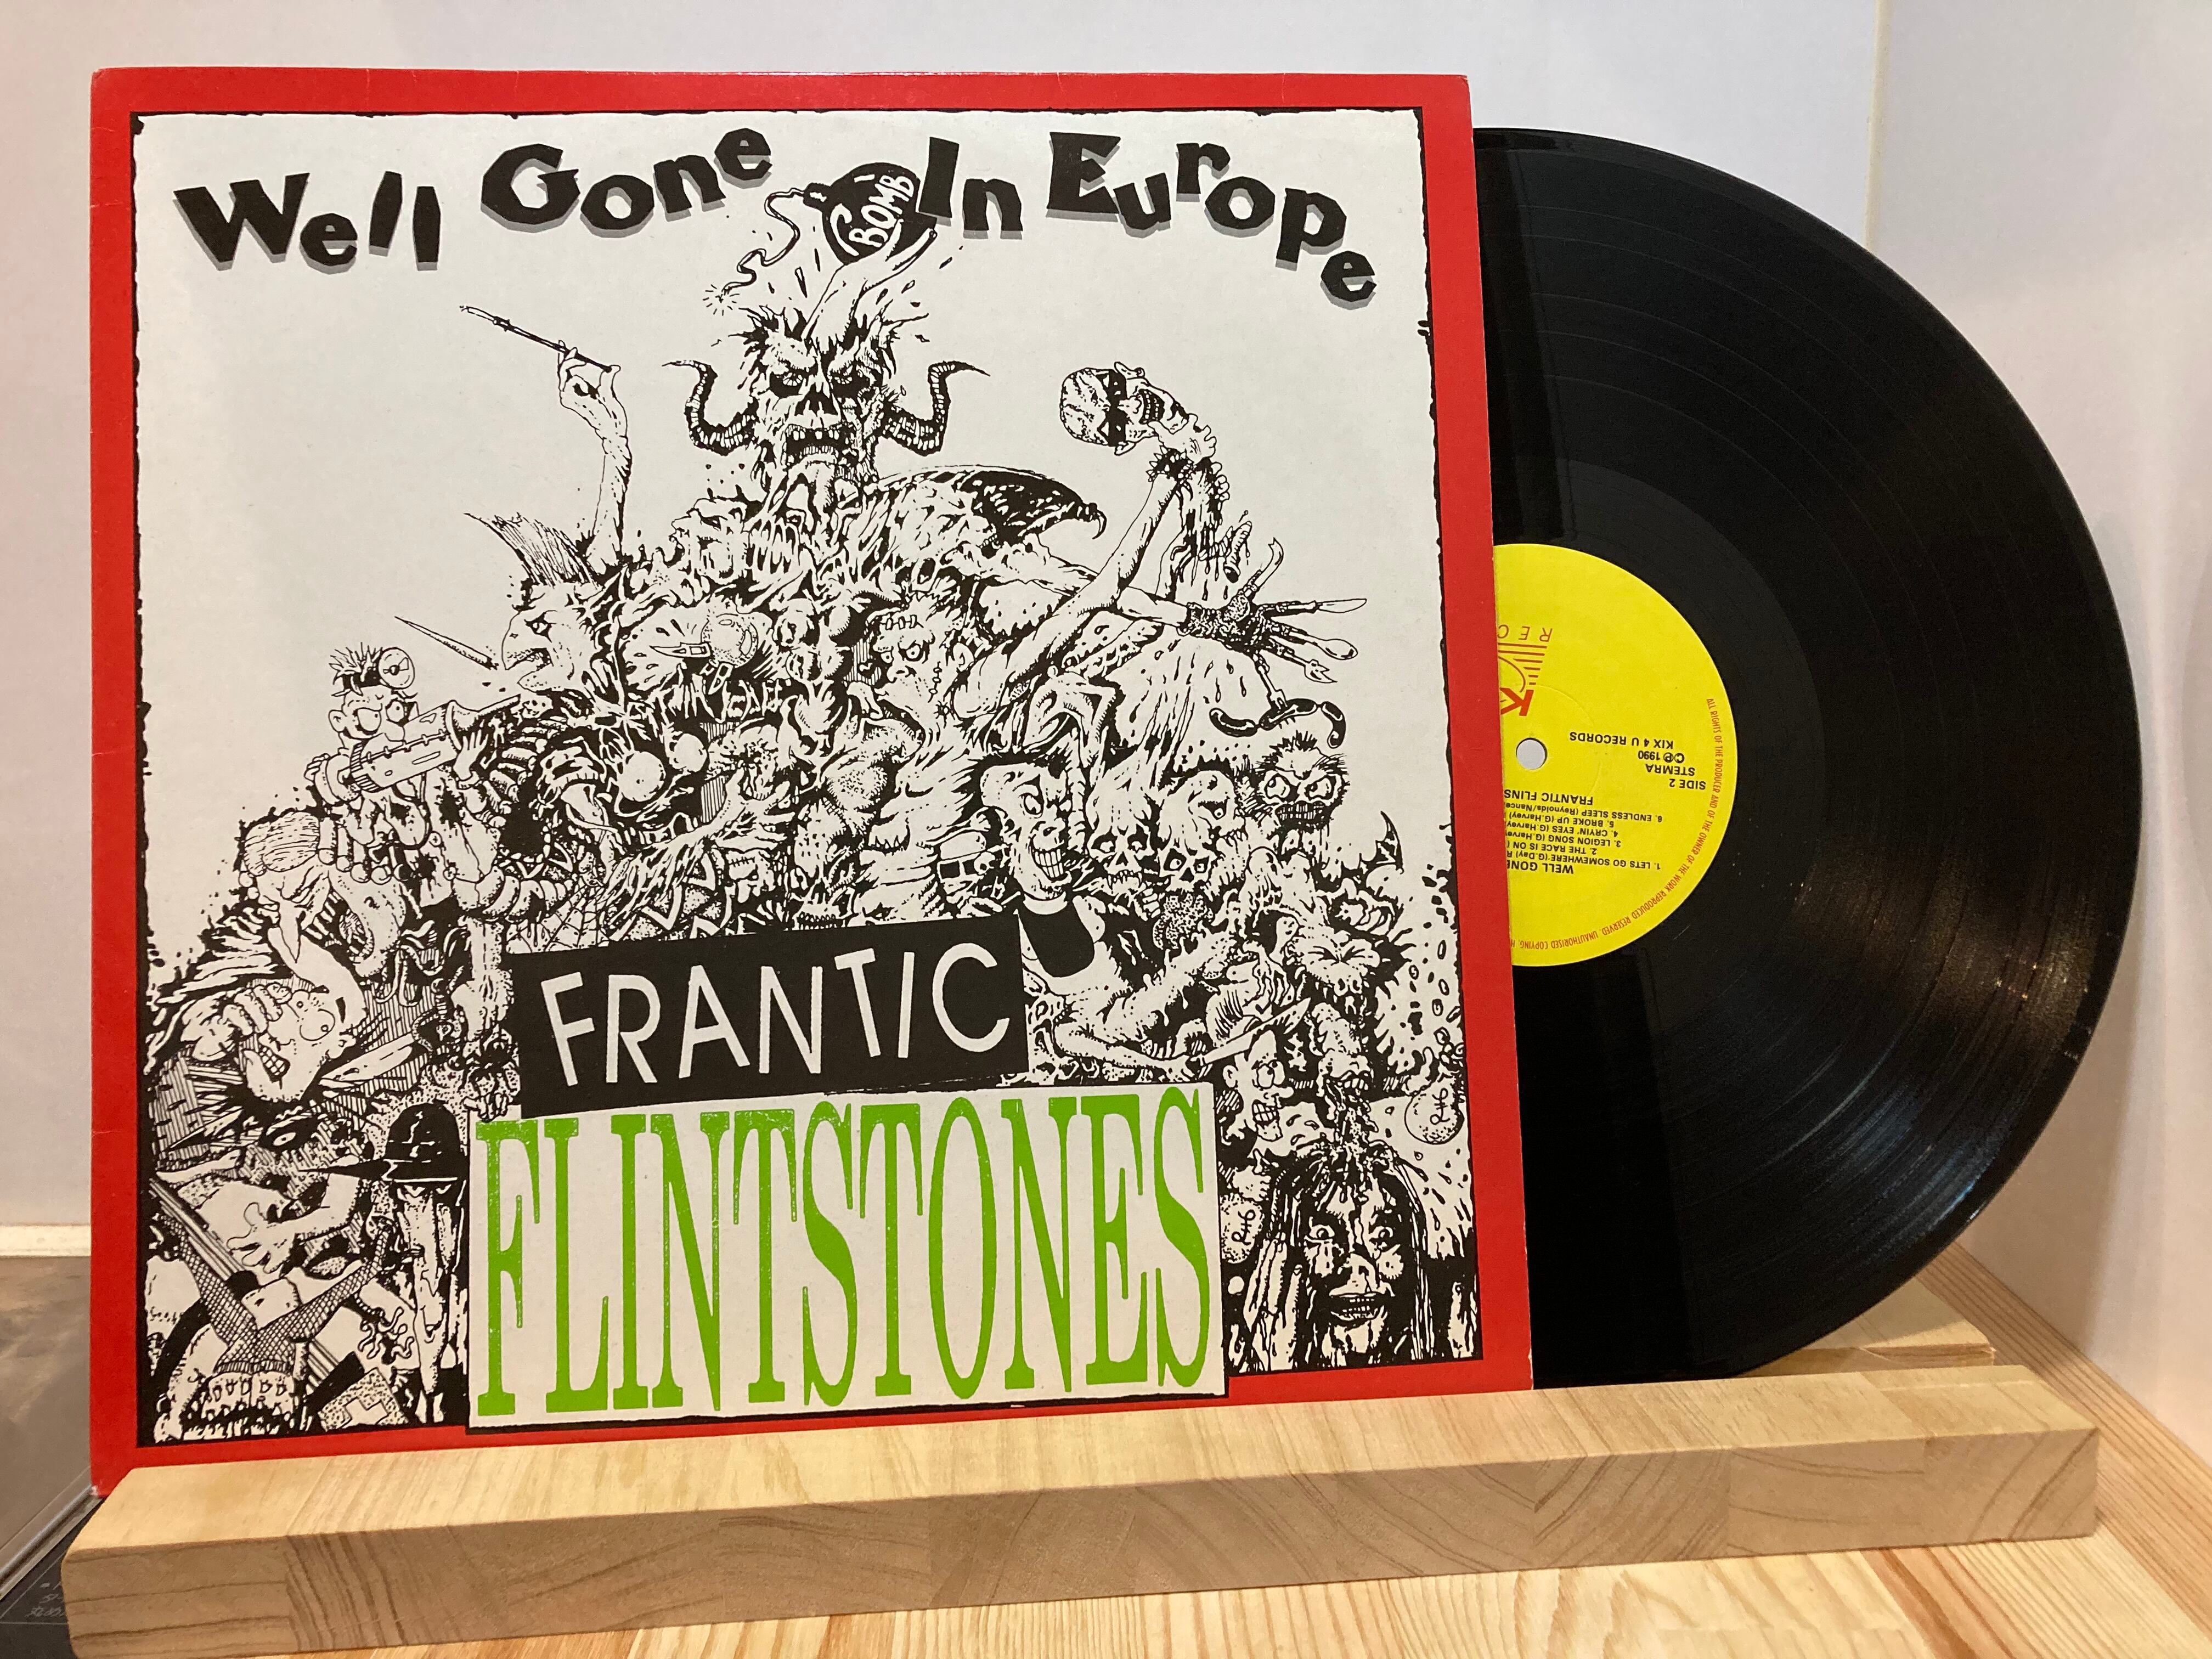 Well Gone In Europe
BOMB
FRANTIC
FLINTSTONES
RHB
RHB
REC
K
KIX 4 U RECORDS
℗© 1990
STEMRA
SIDE 2
FRANTIC FLINS
6. ENDLESS SLEEP (Reynolds/Nance
5. BROKE UP (G.Harvey)
4. CRYIN' EYES (G.Harvey
3. LEGION SONG (G.Harvey
2. THE RACE IS ON (
1. LETS GO SOMEWHERE (G.Day) R
WELL GONE
ALL RIGHTS OF THE PRODUCER AND OF THE OWNER OF THE WORK REPRODUCED RESERVED. UNAUTHORISED COPYING